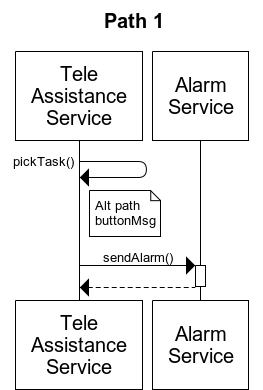 Path 1
Tele
Assistance
Service
Alarm
Service
pickTask()
Alt path
buttonMsg
sendAlarm()
Tele
Assistance
Service
Alarm
Service